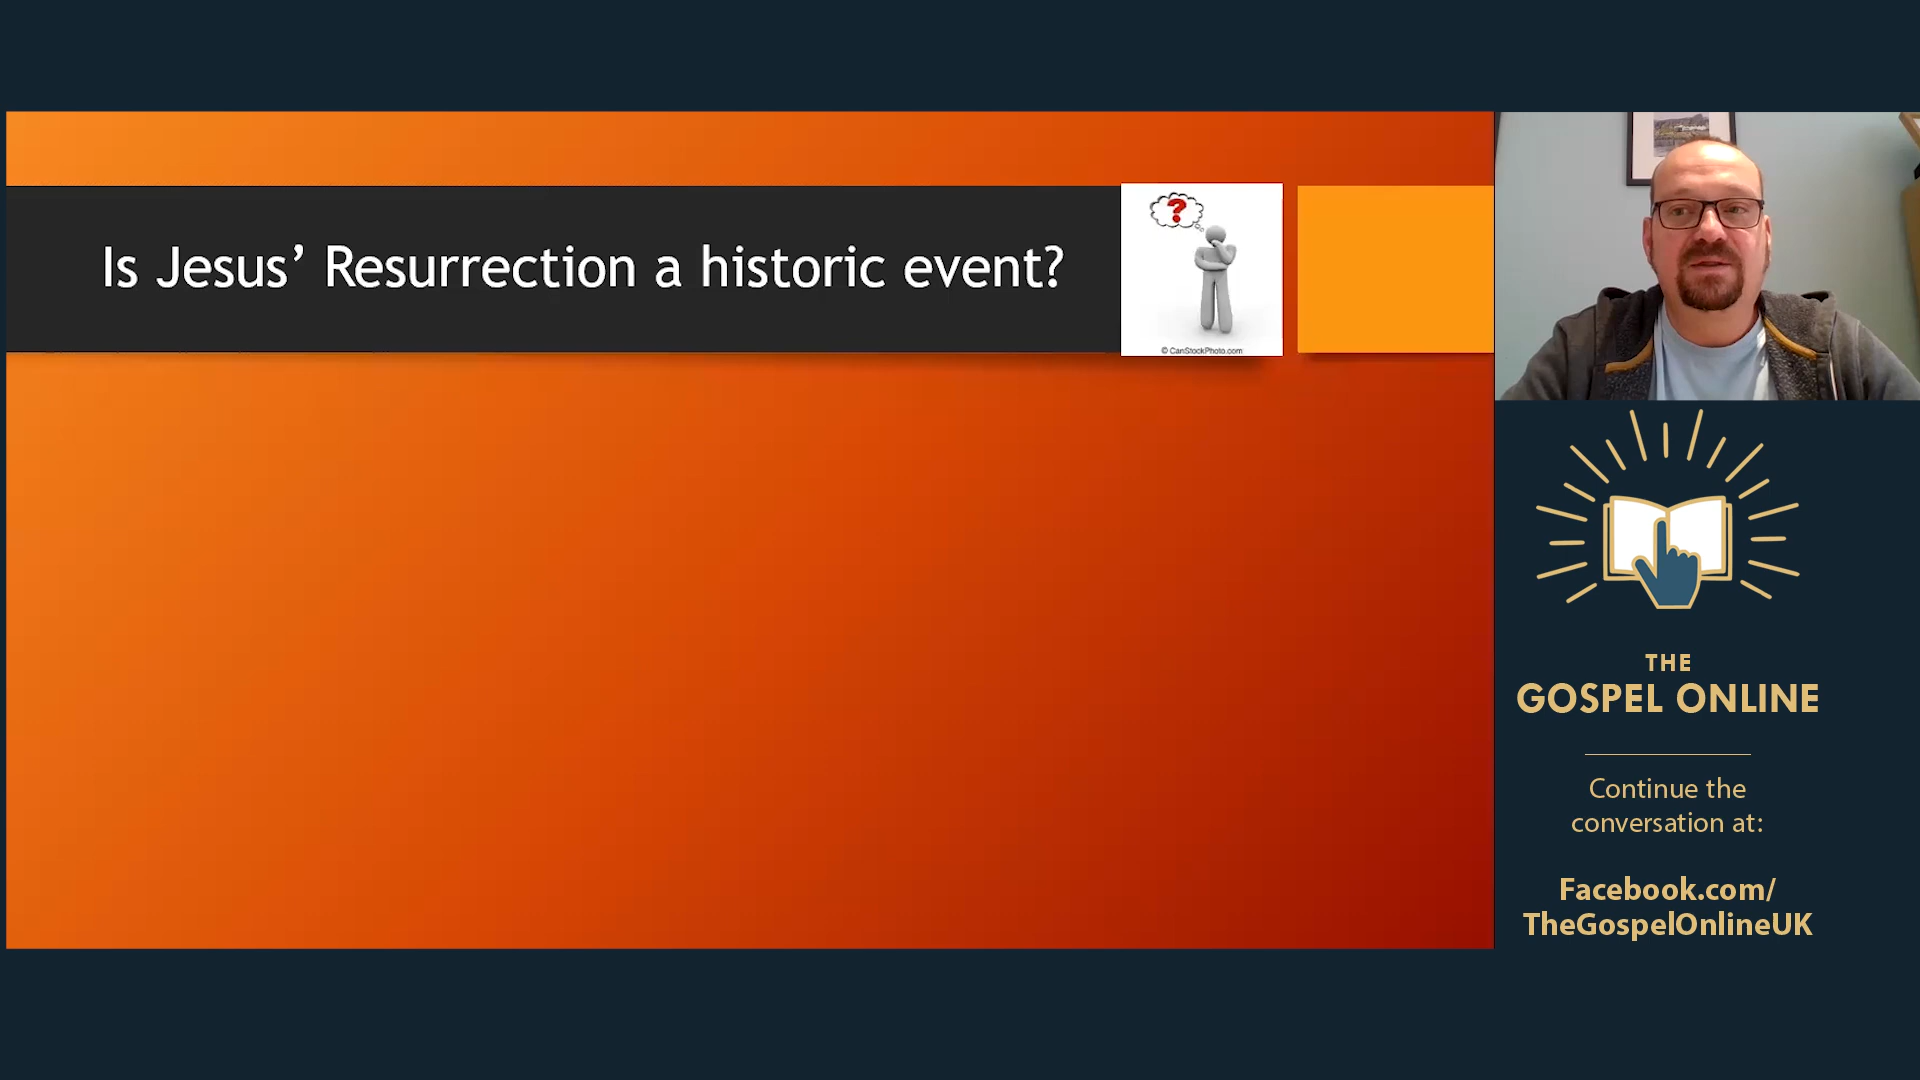 Is Jesus’ Resurrection a historic event?
?
© CanStockPhoto.com
THE
GOSPEL ONLINE
Continue the
conversation at:
Facebook.com/
TheGospelOnlineUK